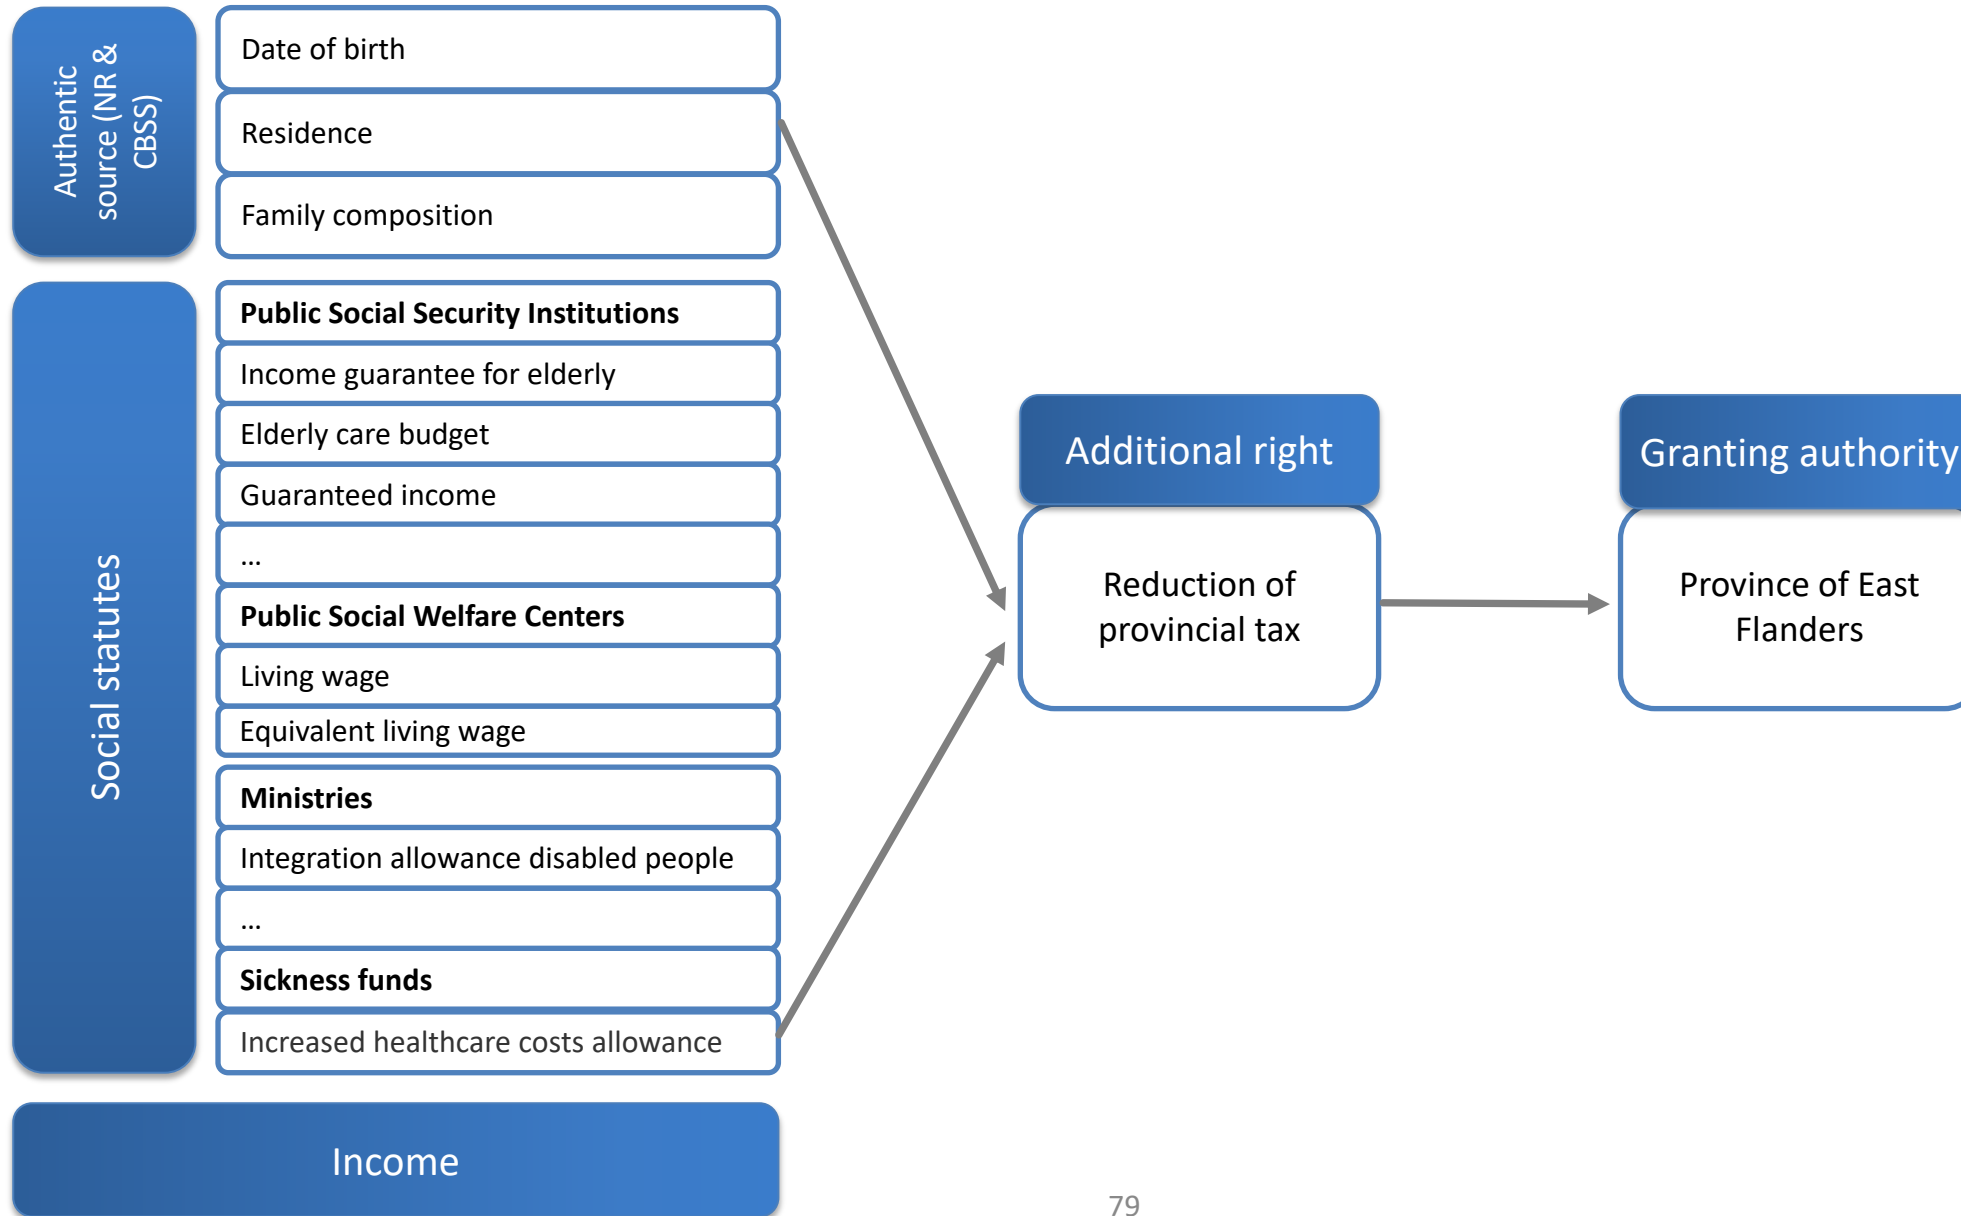 Authentic
source (NR &
CBSS)
Date of birth
Residence
Family composition
Social statutes
Public Social Security Institutions
Income guarantee for elderly
Elderly care budget
Guaranteed income
...
Public Social Welfare Centers
Living wage
Equivalent living wage
Ministries
Integration allowance disabled people
...
Sickness funds
Increased healthcare costs allowance
Income
Additional right
Reduction of
provincial tax
Granting authority
Province of East
Flanders
79